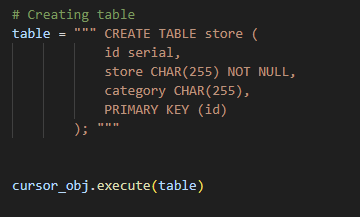 # Creating table
table = """ CREATE TABLE store (
id serial,
store CHAR(255) NOT NULL,
category CHAR(255),
PRIMARY KEY (id)
); """
cursor_obj.execute(table)